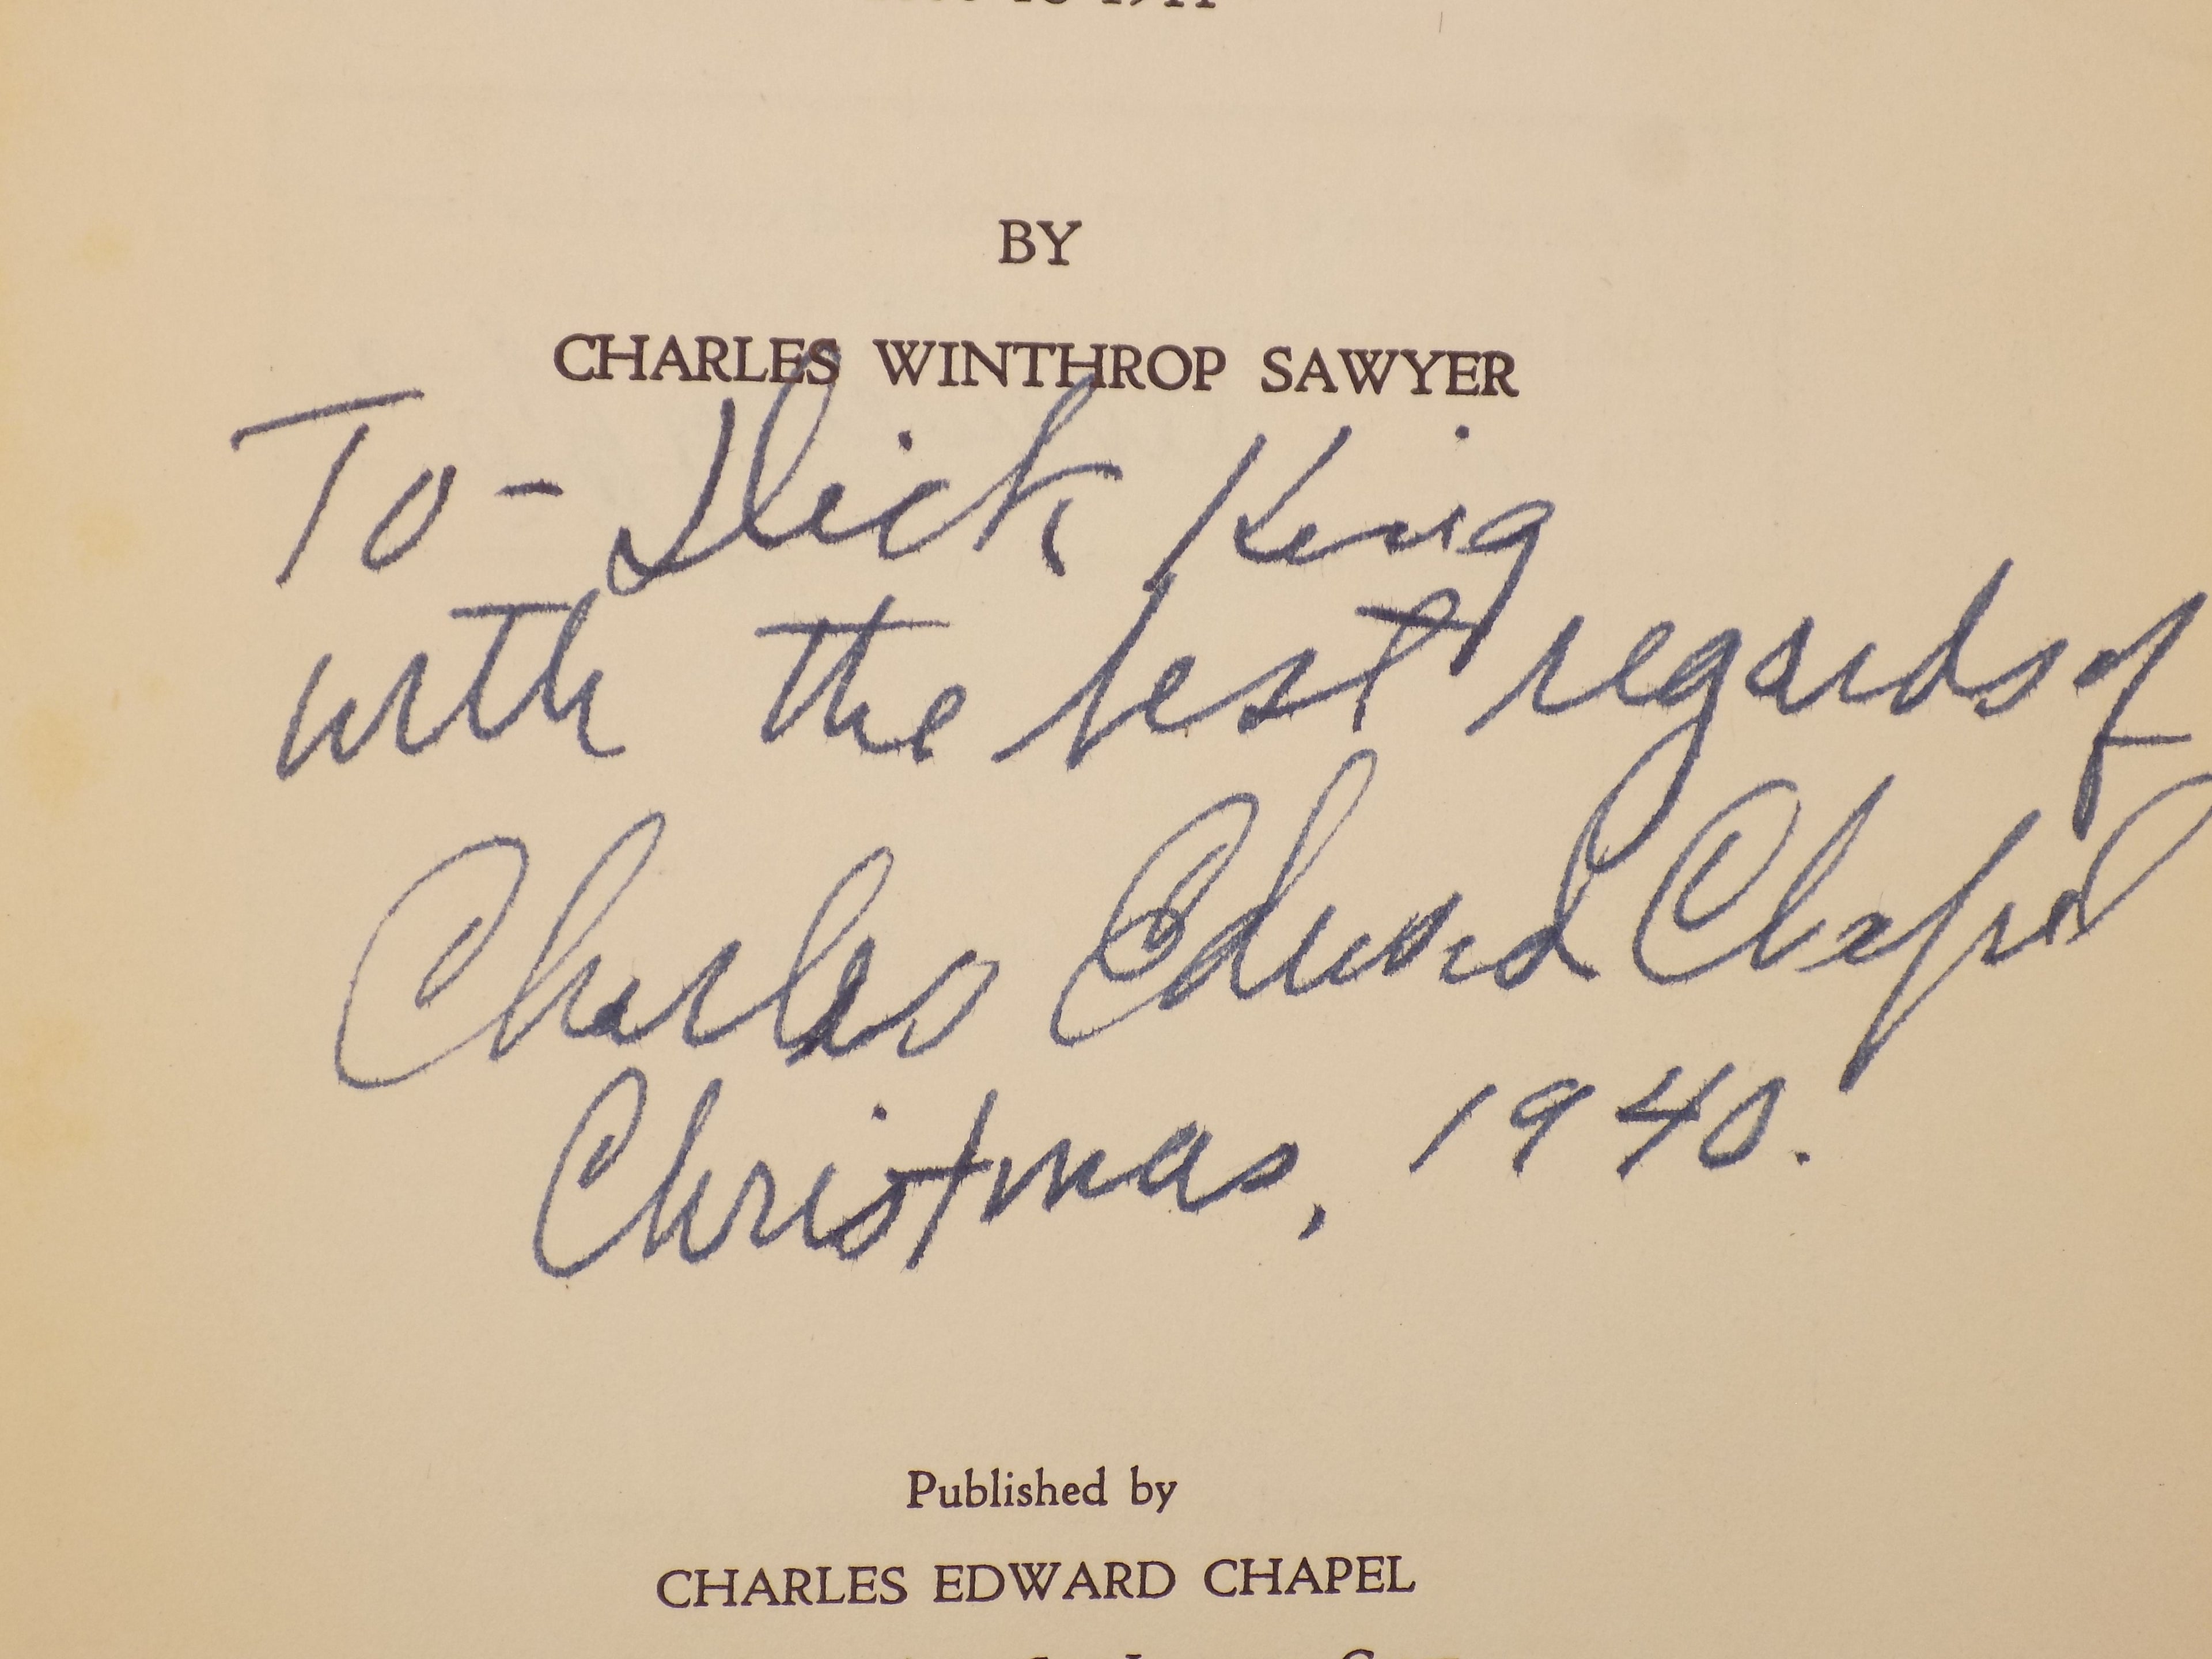 BY
CHARLES WINTHROP SAWYER
To - Dick King
with the best regards of
Charles Edward Chapel
Christmas, 1940.
Published by
CHARLES EDWARD CHAPEL